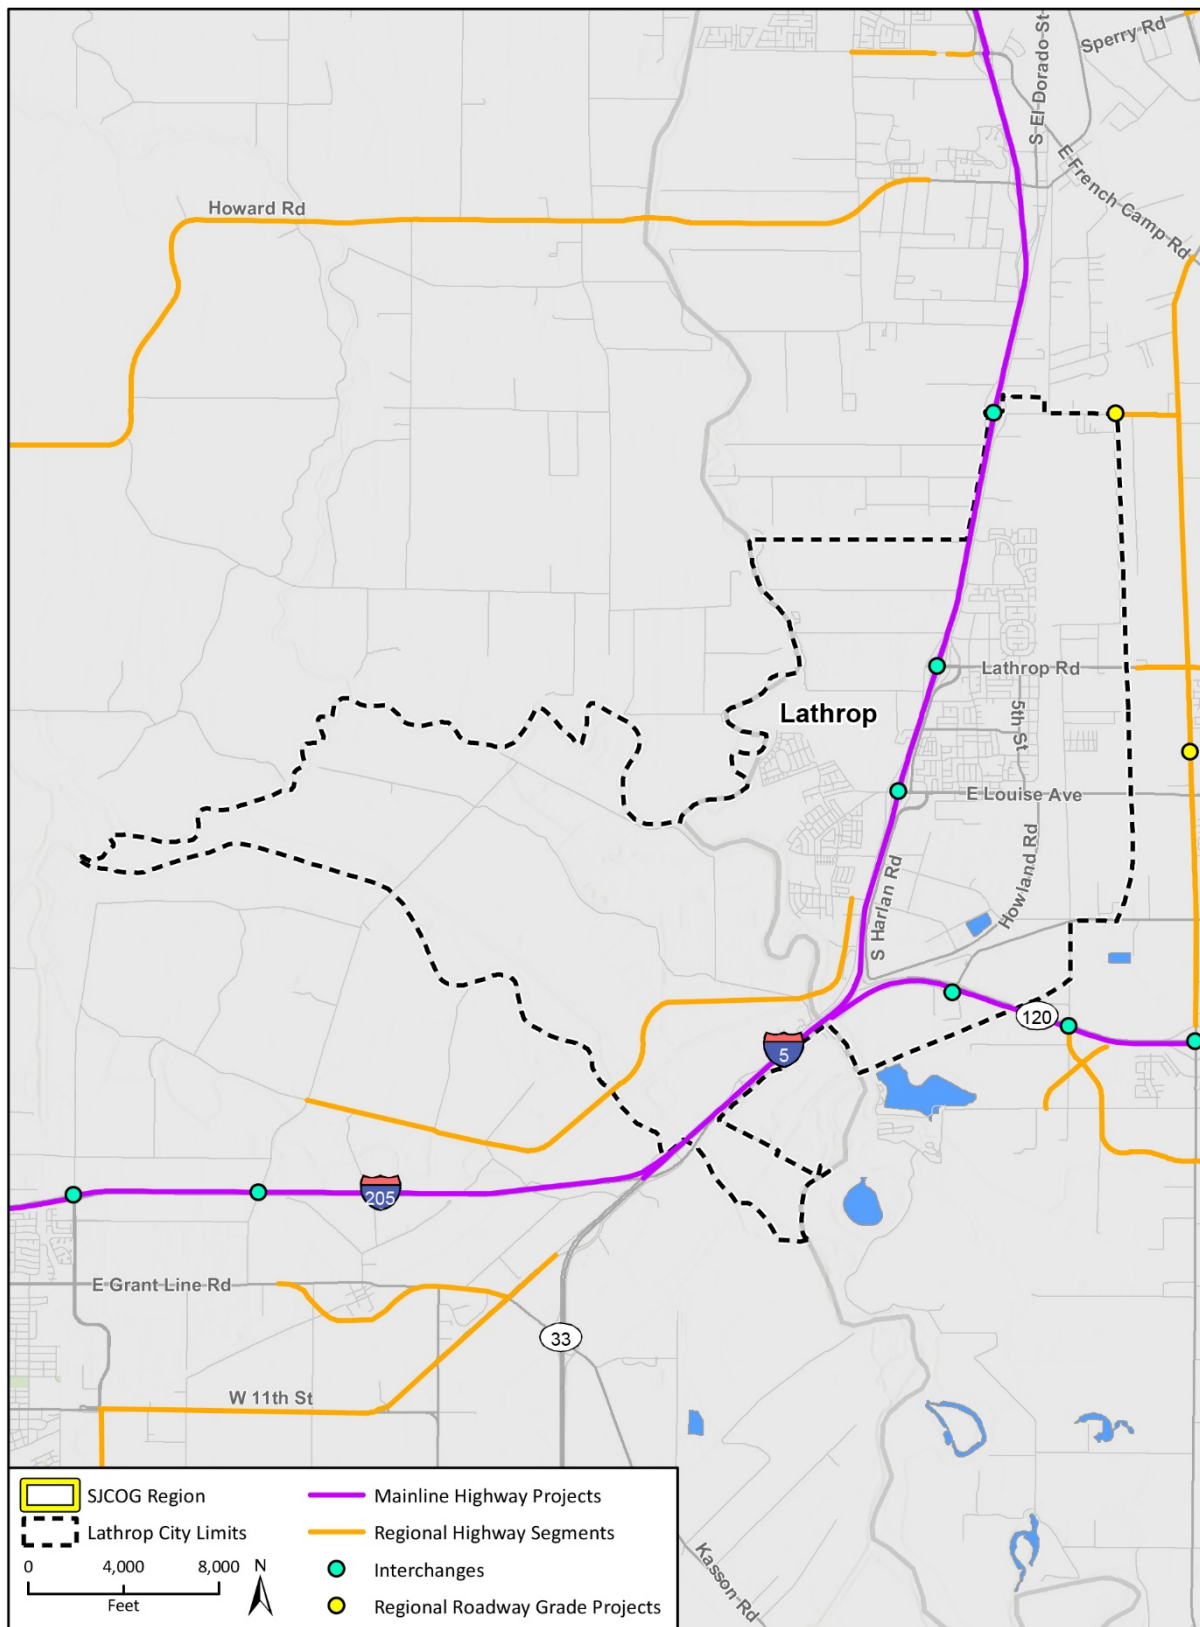 Sperry Rd
S El Dorado St
E French Camp Rd
Howard Rd
Lathrop Rd
Lathrop
5th St
E Louise Ave
Howland Rd
S Harlan Rd
120
5
205
E Grant Line Rd
33
W 11th St
Kasson Rd
SJCOG Region
Lathrop City Limits
0 4,000 8,000
Feet
N
Mainline Highway Projects
Regional Highway Segments
Interchanges
Regional Roadway Grade Projects